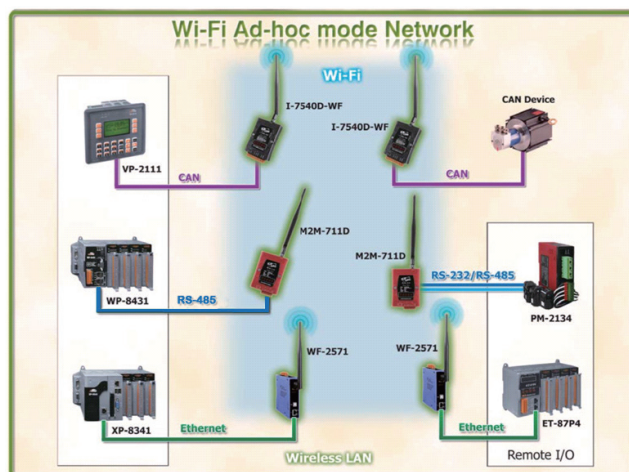 Wi-Fi Ad-hoc mode Network
Wi-Fi
I-7540D-WF
I-7540D-WF
CAN Device
VP-2111
CAN
CAN
M2M-711D
M2M-711D
RS-232/RS-485
WP-8431
RS-485
PM-2134
WF-2571
WF-2571
XP-8341
Ethernet
Ethernet
ET-87P4
Wireless LAN
Remote I/O